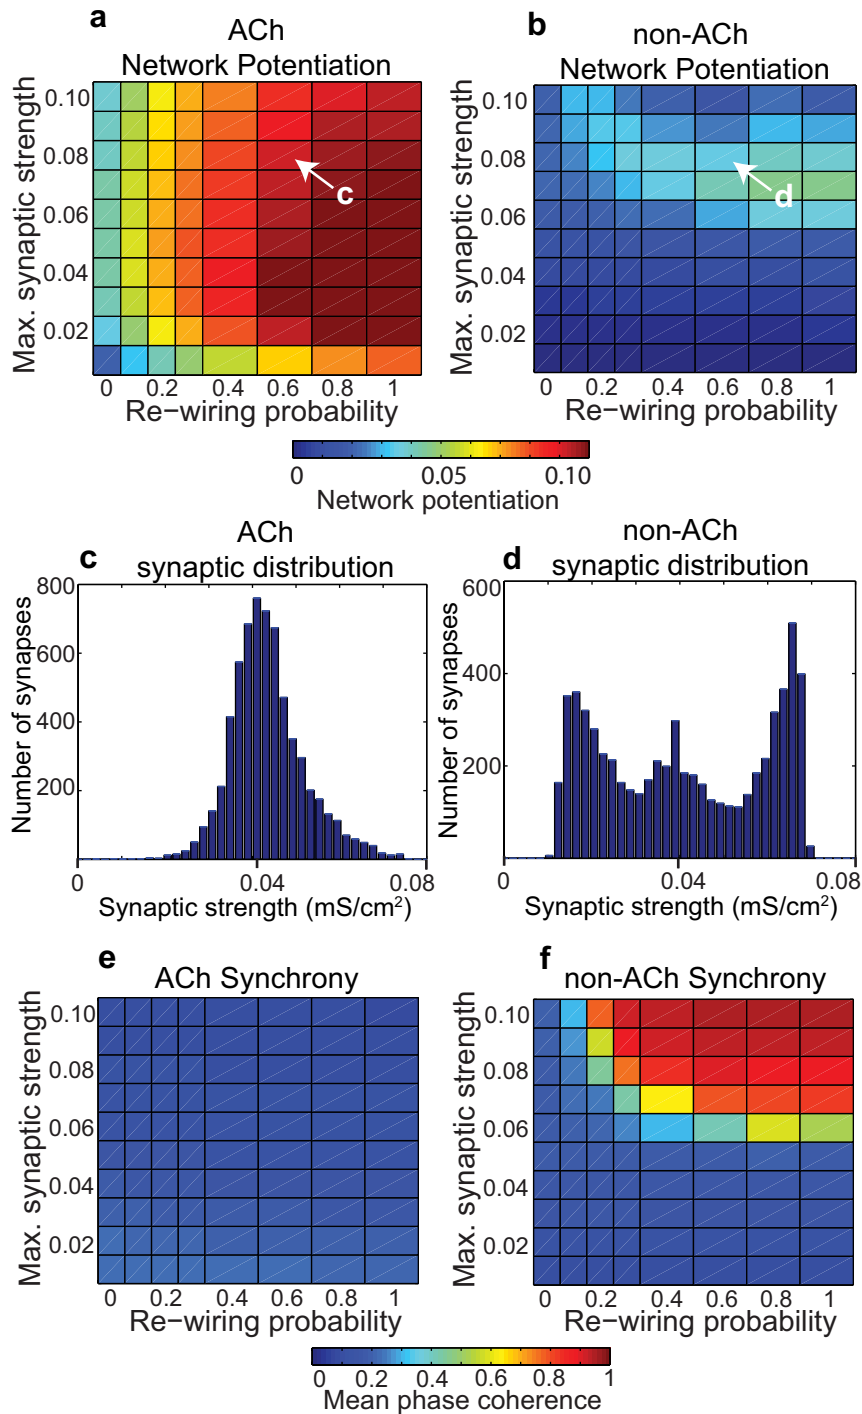 a
ACh
Network Potentiation
Max. synaptic strength
0.10
0.08
0.06
0.04
0.02
c
0 0.2 0.4 0.6 0.8 1
Re-wiring probability
b
non-ACh
Network Potentiation
Max. synaptic strength
0.10
0.08
0.06
0.04
0.02
d
0 0.2 0.4 0.6 0.8 1
Re-wiring probability
0 0.05 0.10
Network potentiation
c
ACh
synaptic distribution
Number of synapses
800
600
400
200
0 0.04 0.08
Synaptic strength (mS/cm²)
d
non-ACh
synaptic distribution
Number of synapses
600
400
200
0 0.04 0.08
Synaptic strength (mS/cm²)
e
ACh Synchrony
Max. synaptic strength
0.10
0.08
0.06
0.04
0.02
0 0.2 0.4 0.6 0.8 1
Re-wiring probability
f
non-ACh Synchrony
Max. synaptic strength
0.10
0.08
0.06
0.04
0.02
0 0.2 0.4 0.6 0.8 1
Re-wiring probability
0 0.2 0.4 0.6 0.8 1
Mean phase coherence